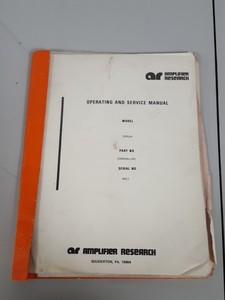 ar AMPLIFIER
RESEARCH
OPERATING AND SERVICE MANUAL
MODEL
PART NO
SERIAL NO
ar AMPLIFIER RESEARCH
SOUDERTON, PA. 18964